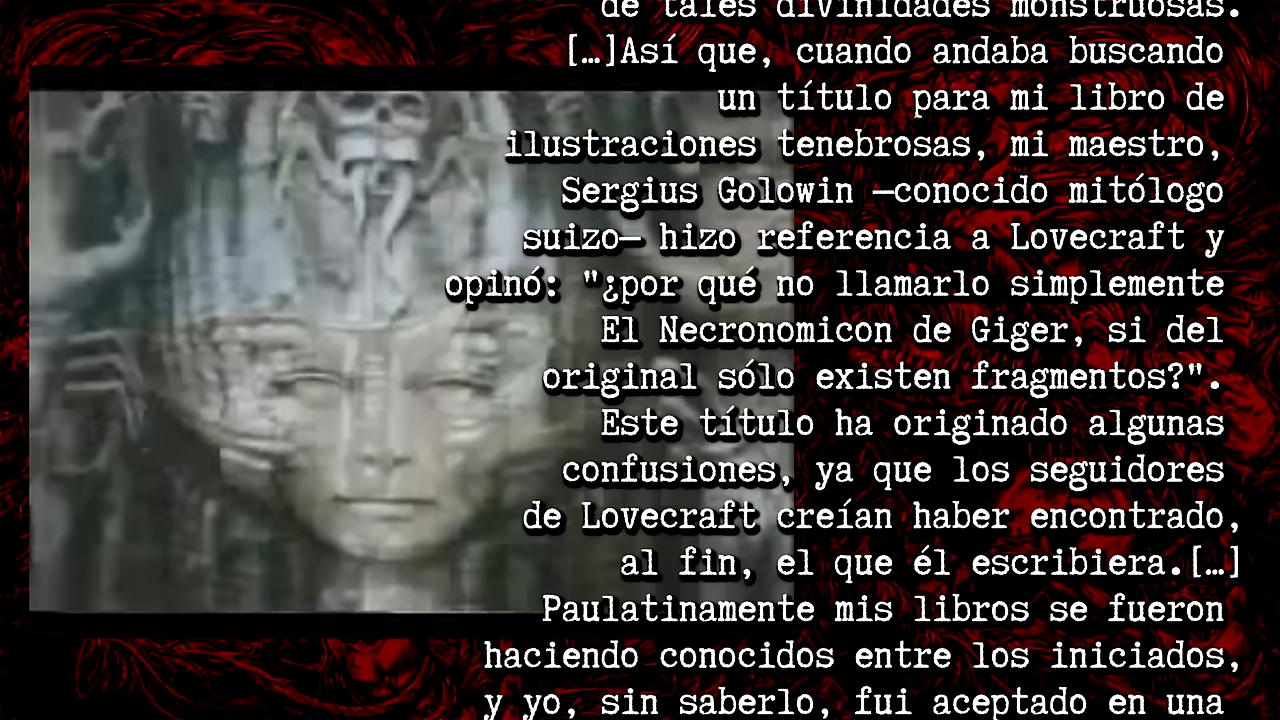 de tales divinidades monstruosas.
[…]Así que, cuando andaba buscando
un título para mi libro de
ilustraciones tenebrosas, mi maestro,
Sergius Golowin —conocido mitólogo
suizo— hizo referencia a Lovecraft y
opinó: "¿por qué no llamarlo simplemente
El Necronomicon de Giger, si del
original sólo existen fragmentos?".
Este título ha originado algunas
confusiones, ya que los seguidores
de Lovecraft creían haber encontrado,
al fin, el que él escribiera.[…]
Paulatinamente mis libros se fueron
haciendo conocidos entre los iniciados,
y yo, sin saberlo, fui aceptado en una